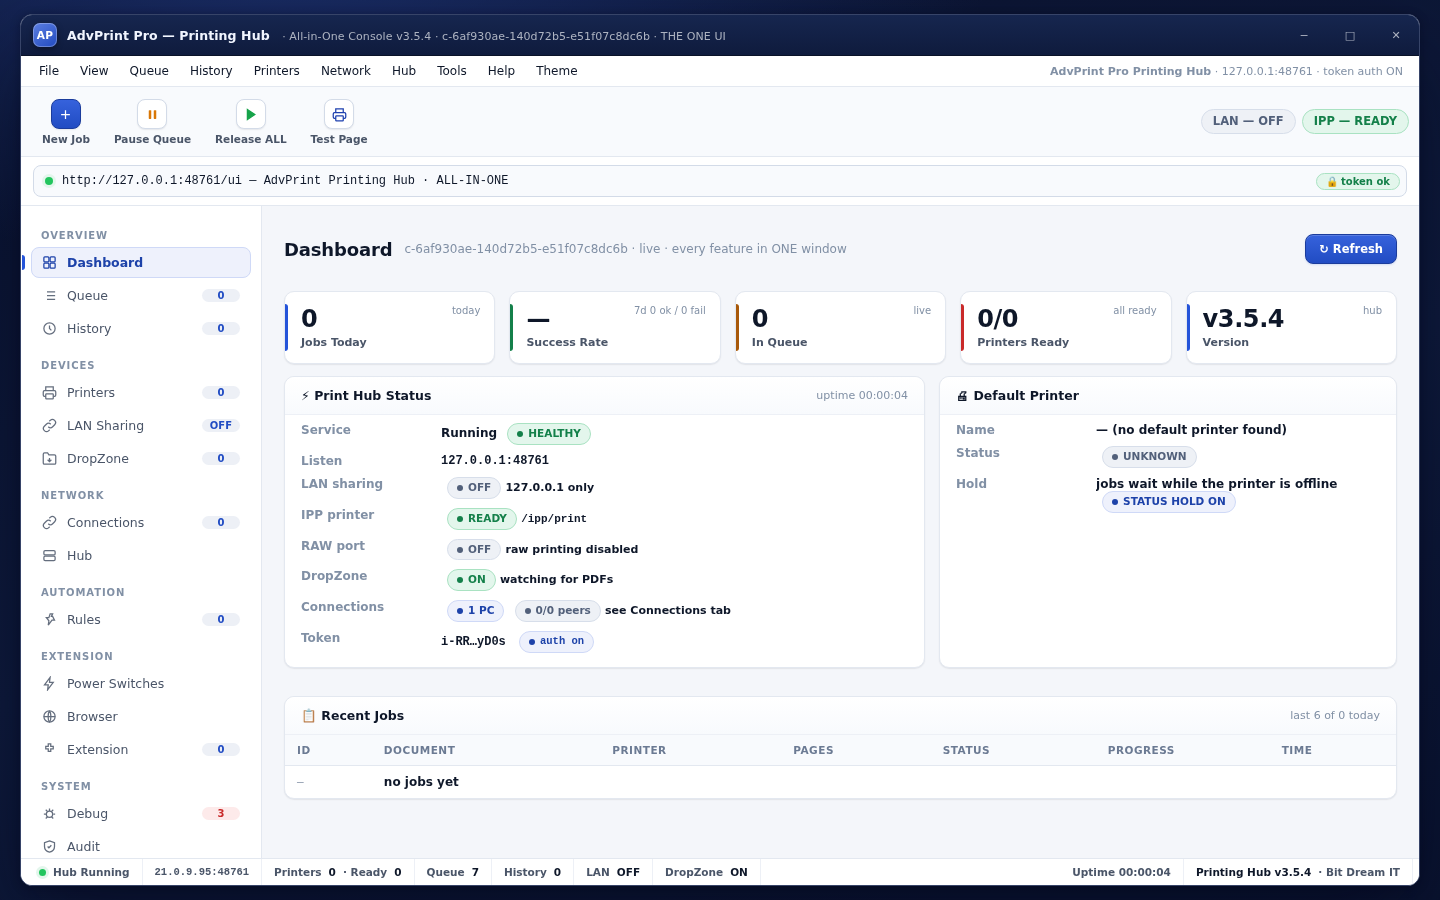 AP AdvPrint Pro — Printing Hub · All-in-One Console v3.5.4 · c-6af930ae-140d72b5-e51f07c8dc6b · THE ONE UI
File View Queue History Printers Network Hub Tools Help Theme AdvPrint Pro Printing Hub · 127.0.0.1:48761 · token auth ON
New Job Pause Queue Release ALL Test Page LAN — OFF IPP — READY
http://127.0.0.1:48761/ui — AdvPrint Printing Hub · ALL-IN-ONE 🔒 token ok
OVERVIEW
Dashboard
Queue 0
History 0
DEVICES
Printers 0
LAN Sharing OFF
DropZone 0
NETWORK
Connections 0
Hub
AUTOMATION
Rules 0
EXTENSION
Power Switches
Browser
Extension 0
SYSTEM
Debug 3
Audit
Dashboard c-6af930ae-140d72b5-e51f07c8dc6b · live · every feature in ONE window ↻ Refresh
0 today
Jobs Today
— 7d 0 ok / 0 fail
Success Rate
0 live
In Queue
0/0 all ready
Printers Ready
v3.5.4 hub
Version
⚡ Print Hub Status uptime 00:00:04
Service Running ● HEALTHY
Listen 127.0.0.1:48761
LAN sharing ● OFF 127.0.0.1 only
IPP printer ● READY /ipp/print
RAW port ● OFF raw printing disabled
DropZone ● ON watching for PDFs
Connections ● 1 PC ● 0/0 peers see Connections tab
Token i-RR…yD0s ● auth on
🖨 Default Printer
Name — (no default printer found)
Status ● UNKNOWN
Hold jobs wait while the printer is offline
● STATUS HOLD ON
📋 Recent Jobs last 6 of 0 today
ID DOCUMENT PRINTER PAGES STATUS PROGRESS TIME
— no jobs yet
Hub Running 21.0.9.95:48761 Printers 0 · Ready 0 Queue 7 History 0 LAN OFF DropZone ON Uptime 00:00:04 Printing Hub v3.5.4 · Bit Dream IT